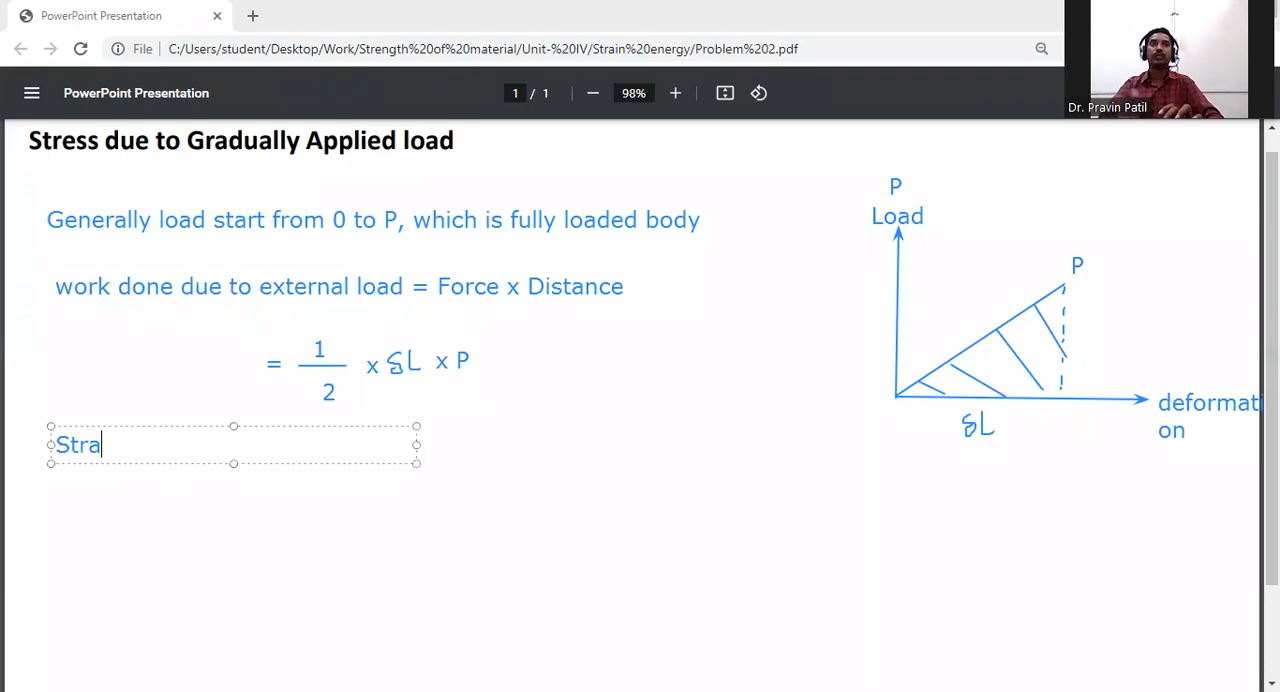 PowerPoint Presentation
File
C:/Users/student/Desktop/Work/Strength%20of%20material/Unit-%20IV/Strain%20energy/Problem%202.pdf
PowerPoint Presentation
1 / 1
98%
Dr. Pravin Patil
Stress due to Gradually Applied load
Generally load start from 0 to P, which is fully loaded body
work done due to external load = Force x Distance
= 1/2 x δL x P
Stra
P
Load
P
δL
deformati
on